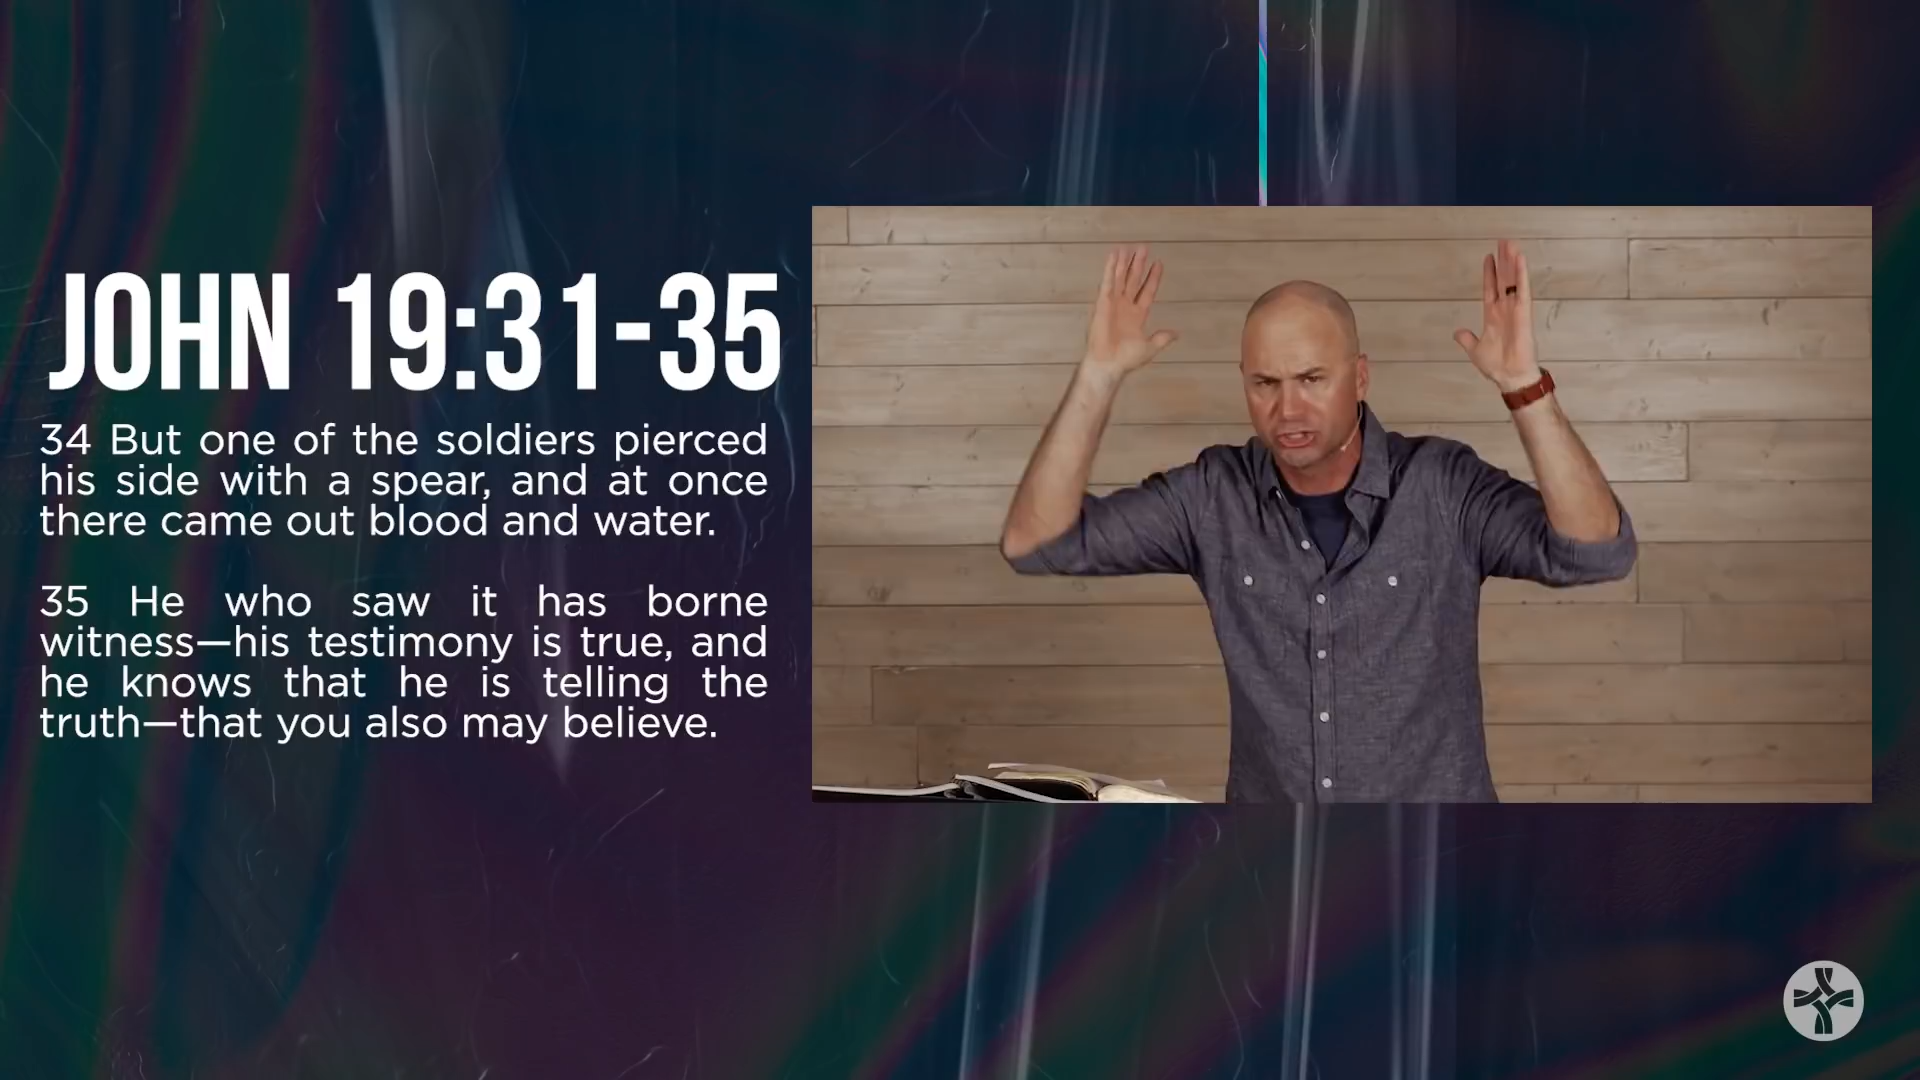 JOHN 19:31-35
34 But one of the soldiers pierced
his side with a spear, and at once
there came out blood and water.
35 He who saw it has borne
witness—his testimony is true, and
he knows that he is telling the
truth—that you also may believe.